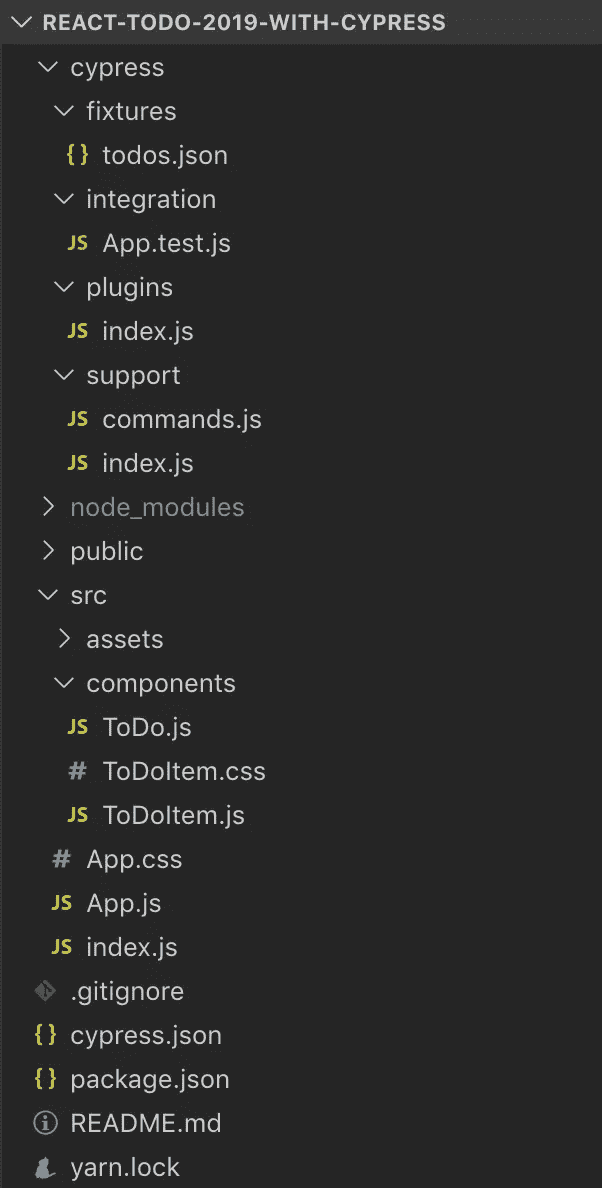 REACT-TODO-2019-WITH-CYPRESS
cypress
fixtures
{} todos.json
integration
JS App.test.js
plugins
JS index.js
support
JS commands.js
JS index.js
node_modules
public
src
assets
components
JS ToDo.js
# ToDoItem.css
JS ToDoItem.js
# App.css
JS App.js
JS index.js
.gitignore
{} cypress.json
{} package.json
README.md
yarn.lock